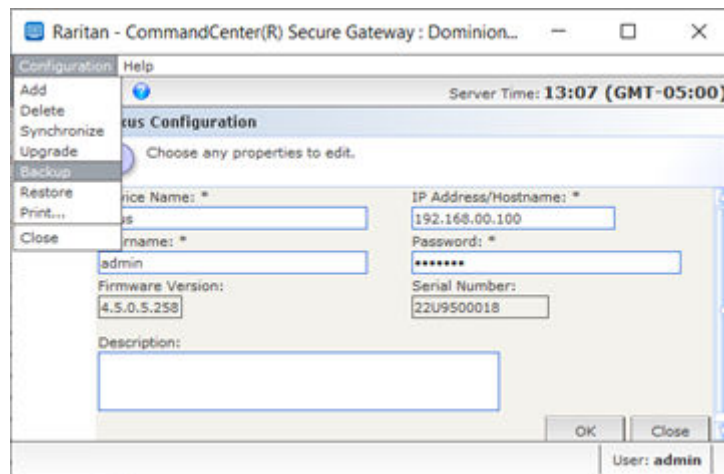 Raritan - CommandCenter(R) Secure Gateway : Dominion...
Configuration Help
Add
Delete
Synchronize
Upgrade
Backup
Restore
Print...
Close
Server Time: 13:07 (GMT-05:00)
us Configuration
Choose any properties to edit.
vice Name: *
IP Address/Hostname: *
us
192.168.00.100
rname: *
Password: *
admin
•••••••
Firmware Version:
Serial Number:
4.5.0.5.258
22U9500018
Description:
OK Close
User: admin